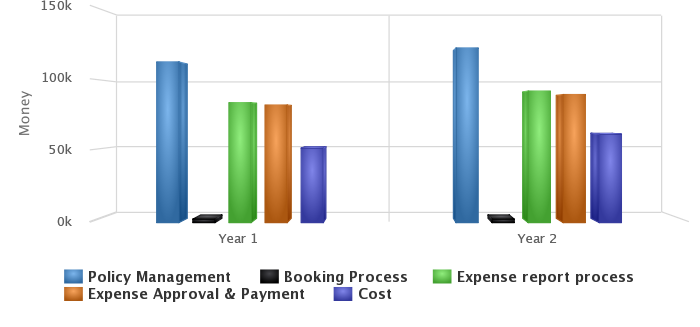 150k
100k
50k
0k
Money
Year 1
Year 2
Policy Management
Booking Process
Expense report process
Expense Approval & Payment
Cost